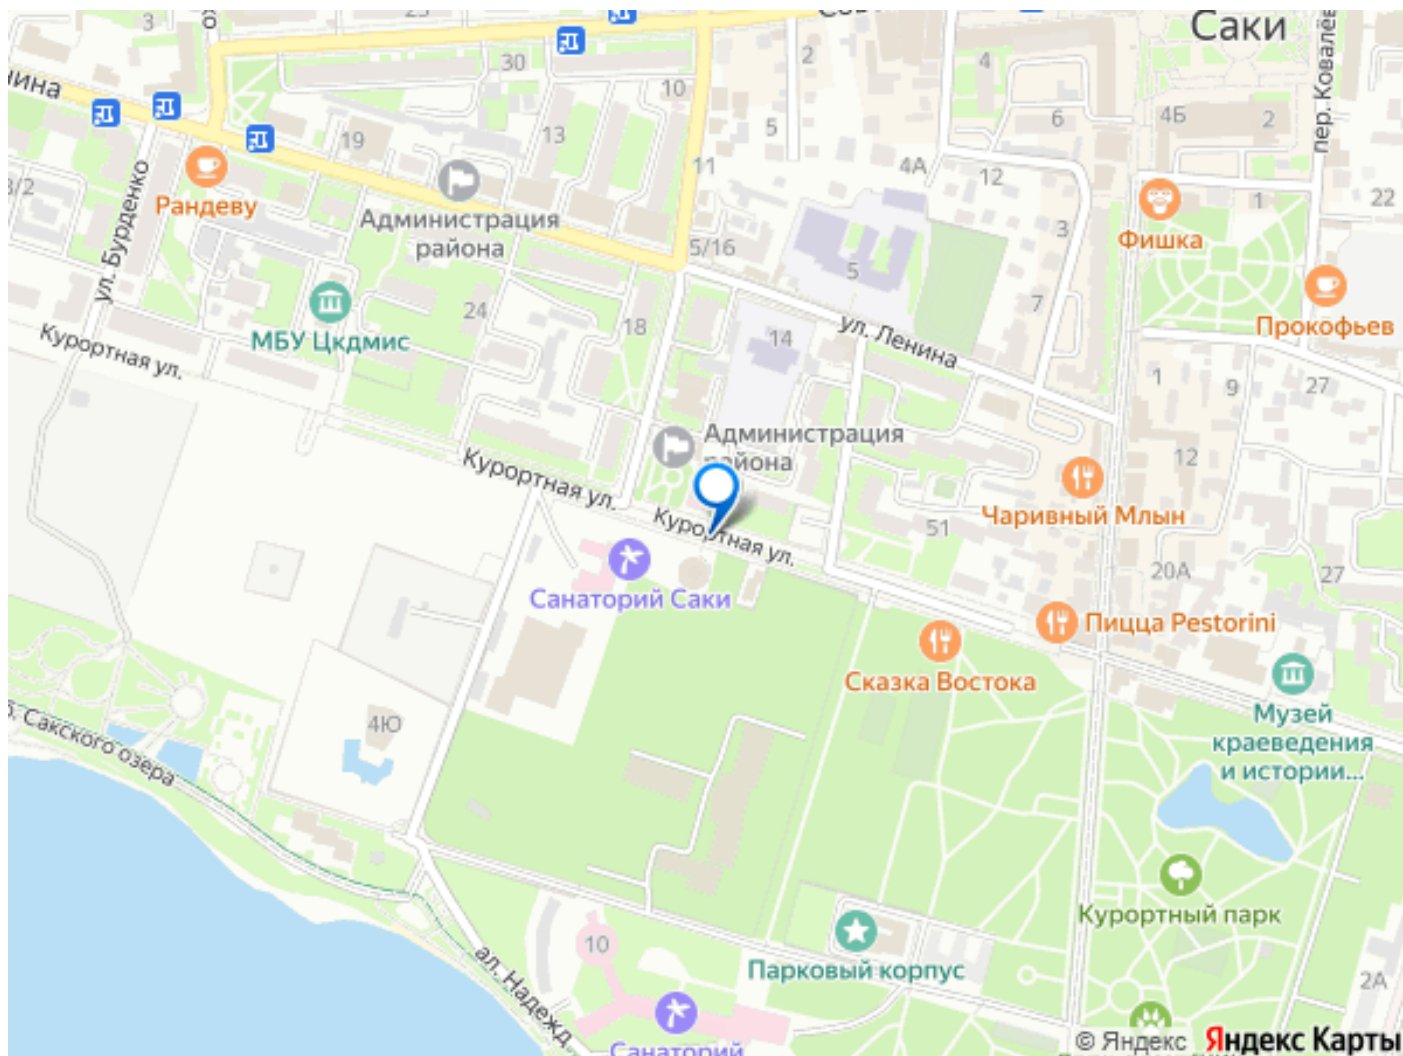 3
Саки
30
2
4
10
нина
пер. Ковалёв
19
13
5
6
4Б
2
11
4А
12
22
3/2
Рандеву
1
Администрация
района
ул. Бурденко
5/16
3
Фишка
5
7
24
18
14
ул. Ленина
МБУ Цкдмис
Прокофьев
Курортная ул.
1
9
27
Администрация
района
12
Курортная ул.
Курортная ул.
Чаривный Млын
51
20А
27
Санаторий Саки
Пицца Pestorini
Сказка Востока
4Ю
Музей
краеведения
и истории...
Сакского озера
Курортный парк
10
ал. Надежд
Парковый корпус
2А
Санаторий
© Яндекс Яндекс Карты